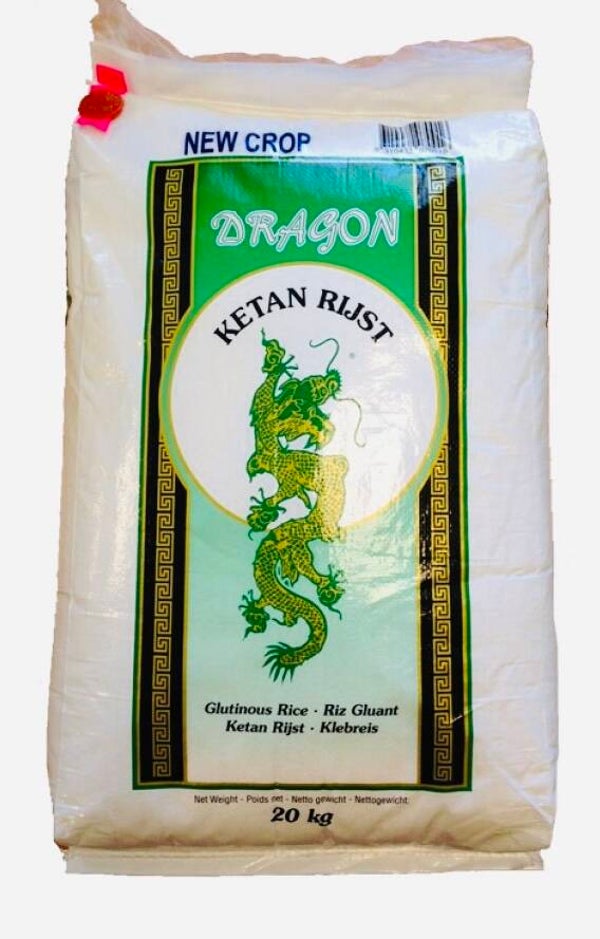 NEW CROP
DRAGON
KETAN RIJST
Glutinous Rice · Riz Gluant
Ketan Rijst · Klebreis
Net Weight - Poids net - Netto gewicht - Nettogewicht:
20 kg